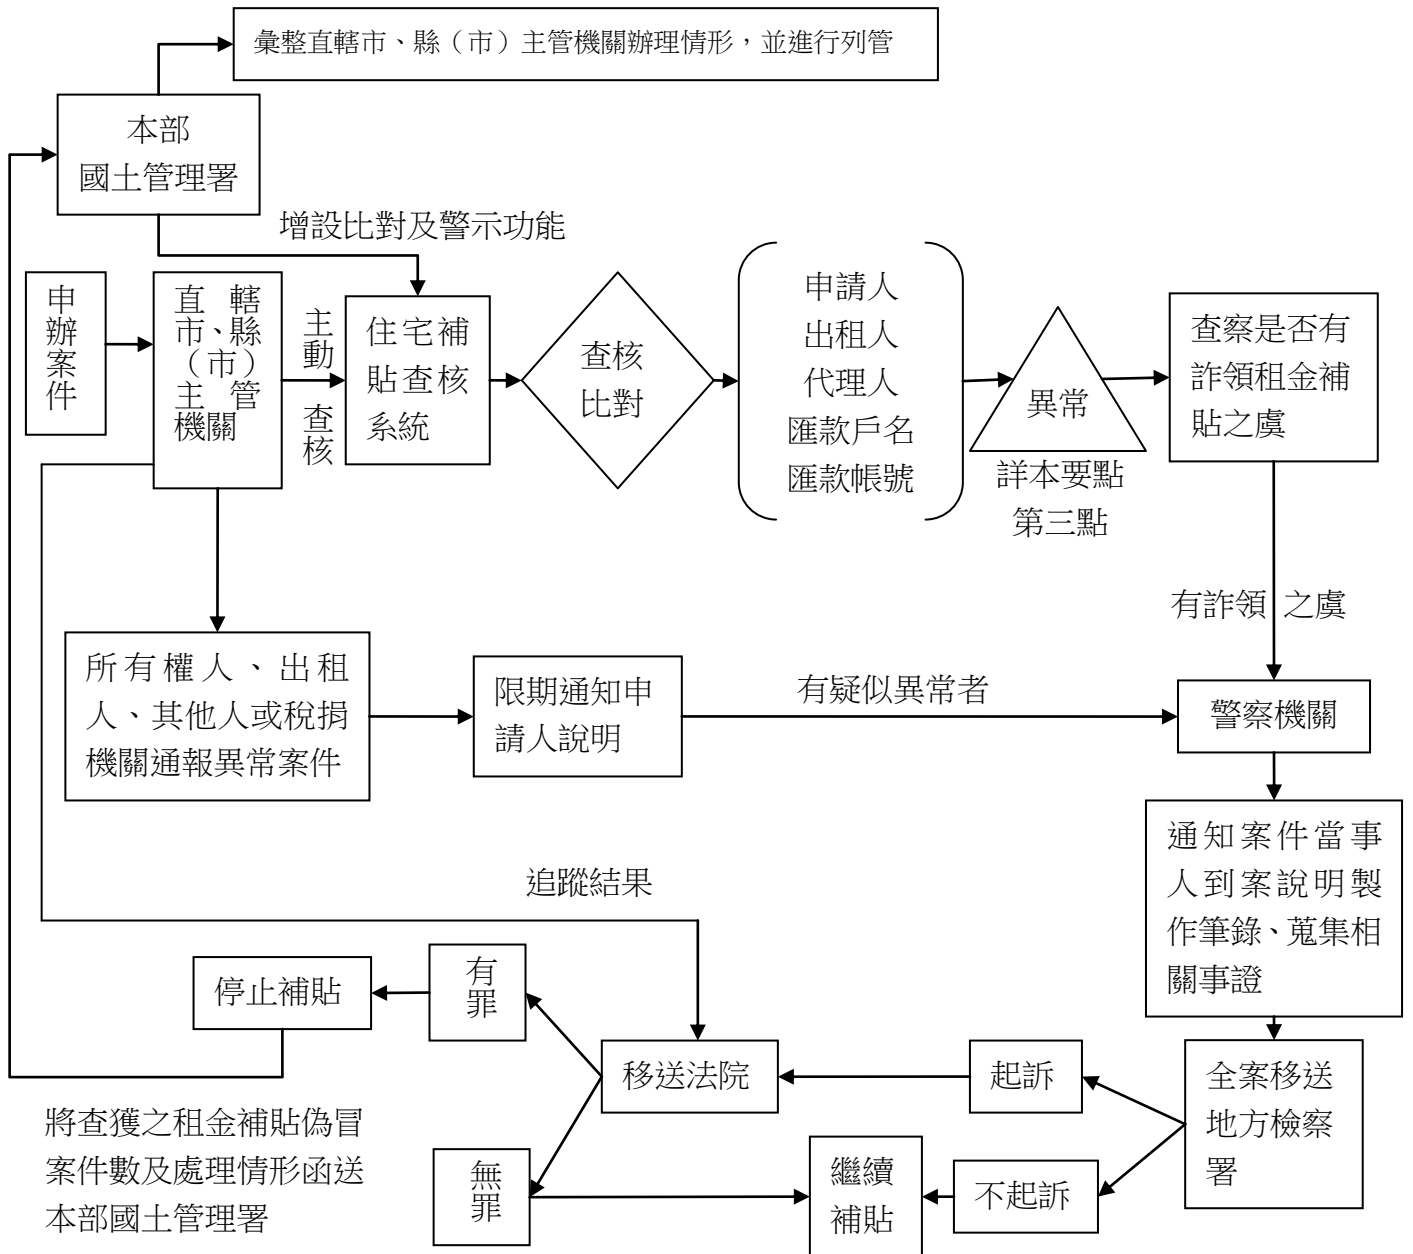 彙整直轄市、縣（市）主管機關辦理情形，並進行列管
本部
國土管理署
增設比對及警示功能
申
辦
案
件
直轄
市、縣
（市）
主管
機關
主
動
查
核
住宅補
貼查核
系統
查核
比對
申請人
出租人
代理人
匯款戶名
匯款帳號
異常
詳本要點
第三點
查察是否有
詐領租金補
貼之虞
有詐領之虞
所有權人、出租
人、其他人或稅捐
機關通報異常案件
限期通知申
請人說明
有疑似異常者
警察機關
通知案件當事
人到案說明製
作筆錄、蒐集相
關事證
追蹤結果
停止補貼
有
罪
移送法院
起訴
全案移送
地方檢察
署
將查獲之租金補貼偽冒
案件數及處理情形函送
本部國土管理署
無
罪
繼續
補貼
不起訴